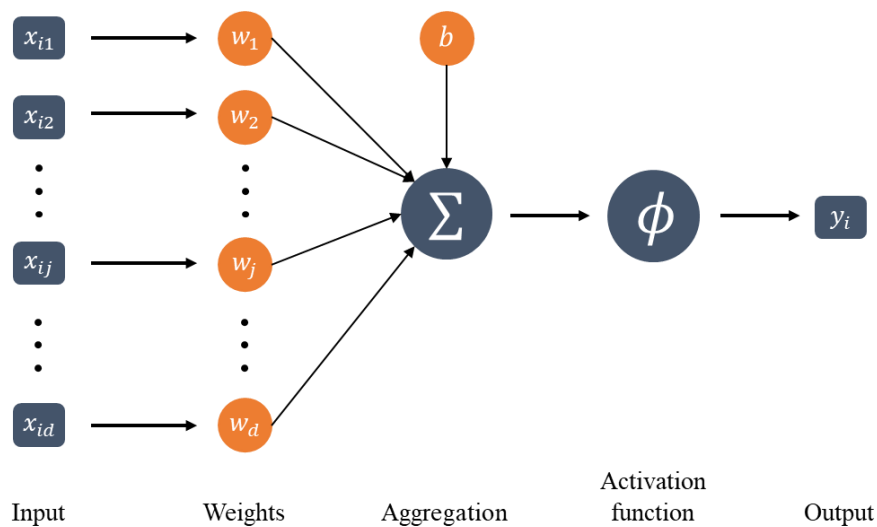 x_{i1} w_1 b
x_{i2} w_2
Σ ϕ y_i
x_{ij} w_j
x_{id} w_d
Activation
Input Weights Aggregation function Output